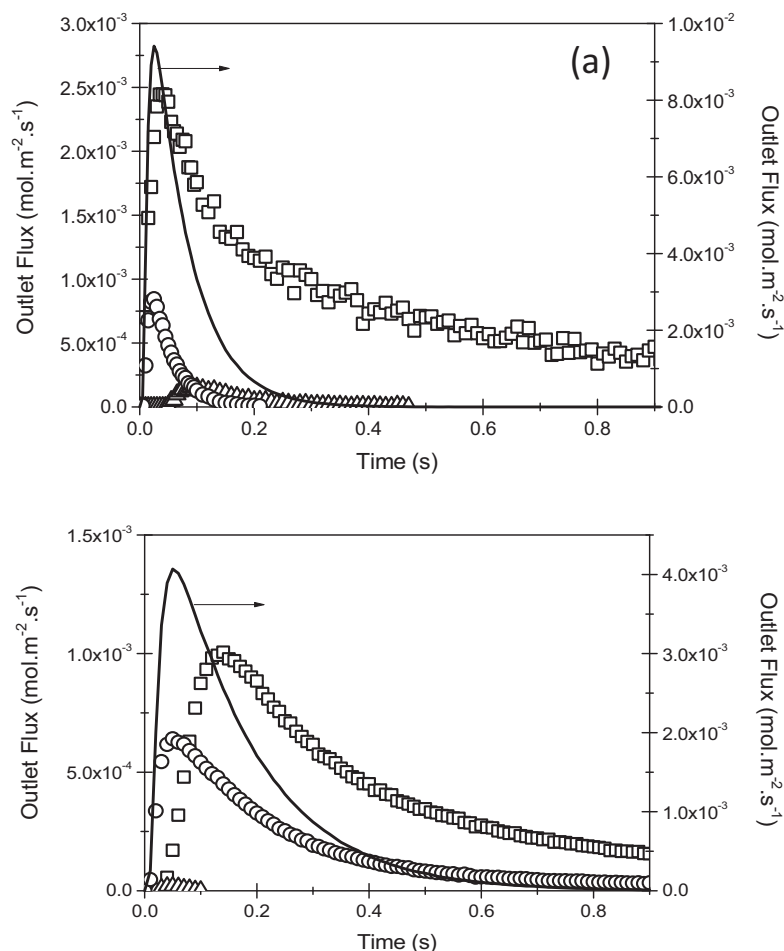 (a)
3.0x10⁻³
2.5x10⁻³
2.0x10⁻³
1.5x10⁻³
1.0x10⁻³
5.0x10⁻⁴
0.0
Outlet Flux (mol.m⁻².s⁻¹)
1.0x10⁻²
8.0x10⁻³
6.0x10⁻³
4.0x10⁻³
2.0x10⁻³
0.0
Outlet Flux (mol.m⁻².s⁻¹)
0.0 0.2 0.4 0.6 0.8
Time (s)
1.5x10⁻³
1.0x10⁻³
5.0x10⁻⁴
0.0
Outlet Flux (mol.m⁻².s⁻¹)
4.0x10⁻³
3.0x10⁻³
2.0x10⁻³
1.0x10⁻³
0.0
Outlet Flux (mol.m⁻².s⁻¹)
0.0 0.2 0.4 0.6 0.8
Time (s)